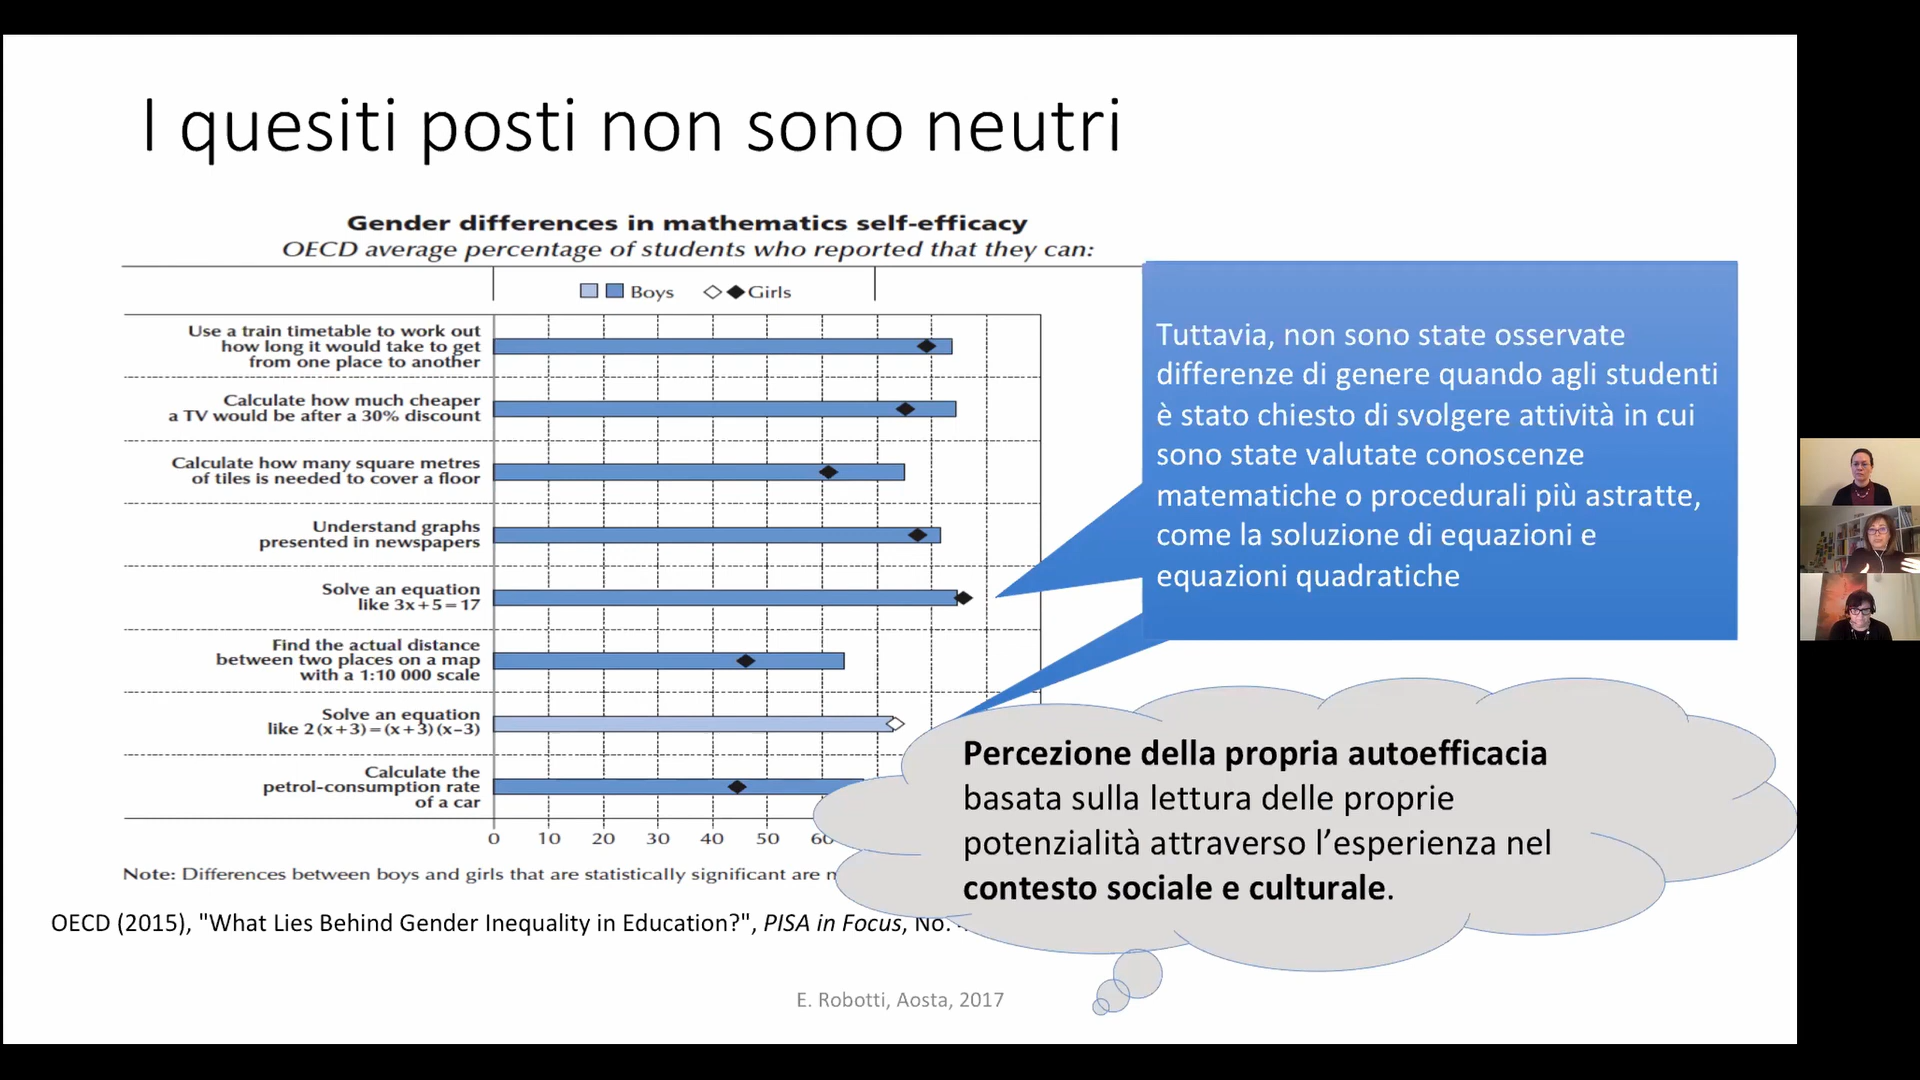 I quesiti posti non sono neutri
Gender differences in mathematics self-efficacy
OECD average percentage of students who reported that they can:
Boys Girls
Use a train timetable to work out
how long it would take to get
from one place to another
Calculate how much cheaper
a TV would be after a 30% discount
Calculate how many square metres
of tiles is needed to cover a floor
Understand graphs
presented in newspapers
Solve an equation
like 3x+5=17
Find the actual distance
between two places on a map
with a 1:10 000 scale
Solve an equation
like 2(x+3)=(x+3)(x–3)
Calculate the
petrol-consumption rate
of a car
0 10 20 30 40 50
Note: Differences between boys and girls that are statistically significant are
OECD (2015), "What Lies Behind Gender Inequality in Education?", PISA in Focus, No.
Tuttavia, non sono state osservate
differenze di genere quando agli studenti
è stato chiesto di svolgere attività in cui
sono state valutate conoscenze
matematiche o procedurali più astratte,
come la soluzione di equazioni e
equazioni quadratiche
Percezione della propria autoefficacia
basata sulla lettura delle proprie
potenzialità attraverso l’esperienza nel
contesto sociale e culturale.
E. Robotti, Aosta, 2017